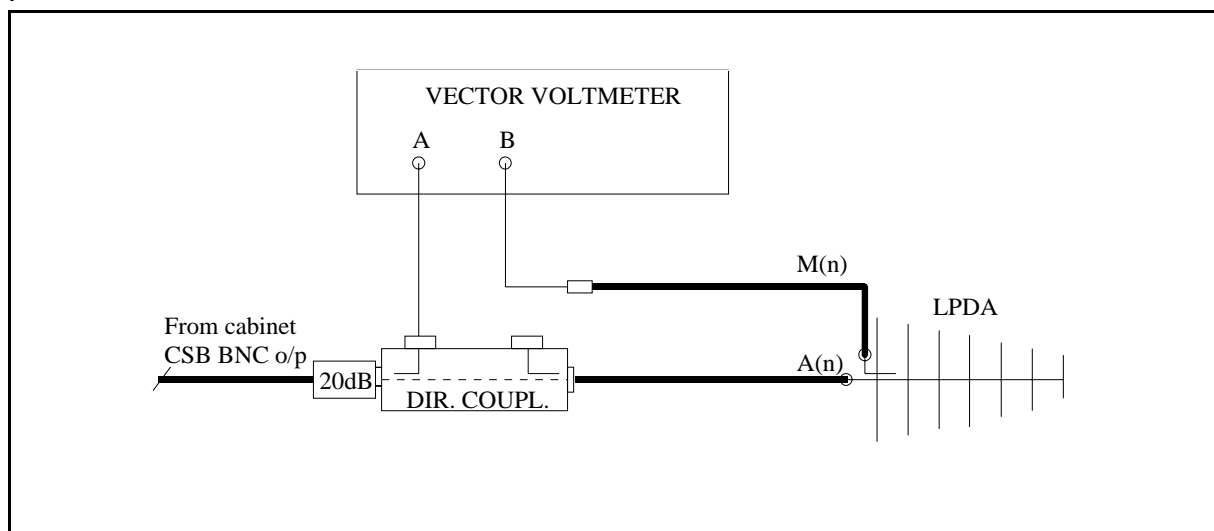 VECTOR VOLTMETER
A B
M(n)
LPDA
From cabinet
CSB BNC o/p
A(n)
20dB
DIR. COUPL.